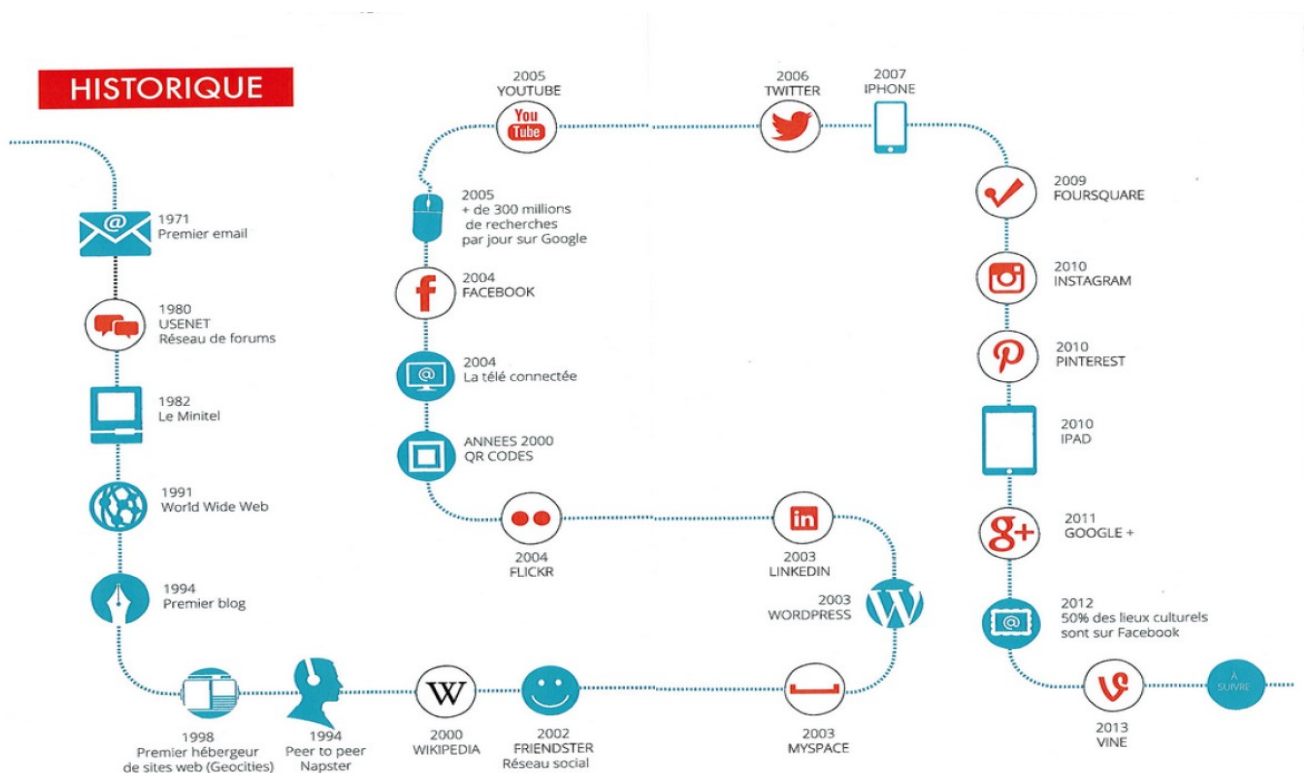 HISTORIQUE
1971
Premier email
1980
USENET
Réseau de forums
1982
Le Minitel
1991
World Wide Web
1994
Premier blog
1998
Premier hébergeur
de sites web (Geocities)
1994
Peer to peer
Napster
W
2000
WIKIPEDIA
2002
FRIENDSTER
Réseau social
2003
MYSPACE
2003
WORDPRESS
W
in
2003
LINKEDIN
2004
FLICKR
ANNEES 2000
QR CODES
@
2004
La télé connectée
f
2004
FACEBOOK
2005
+ de 300 millions
de recherches
par jour sur Google
2005
YOUTUBE
You
Tube
2006
TWITTER
2007
IPHONE
2009
FOURSQUARE
2010
INSTAGRAM
2010
PINTEREST
2010
IPAD
g+
2011
GOOGLE +
@
2012
50% des lieux culturels
sont sur Facebook
2013
VINE
A
SUIVRE
@